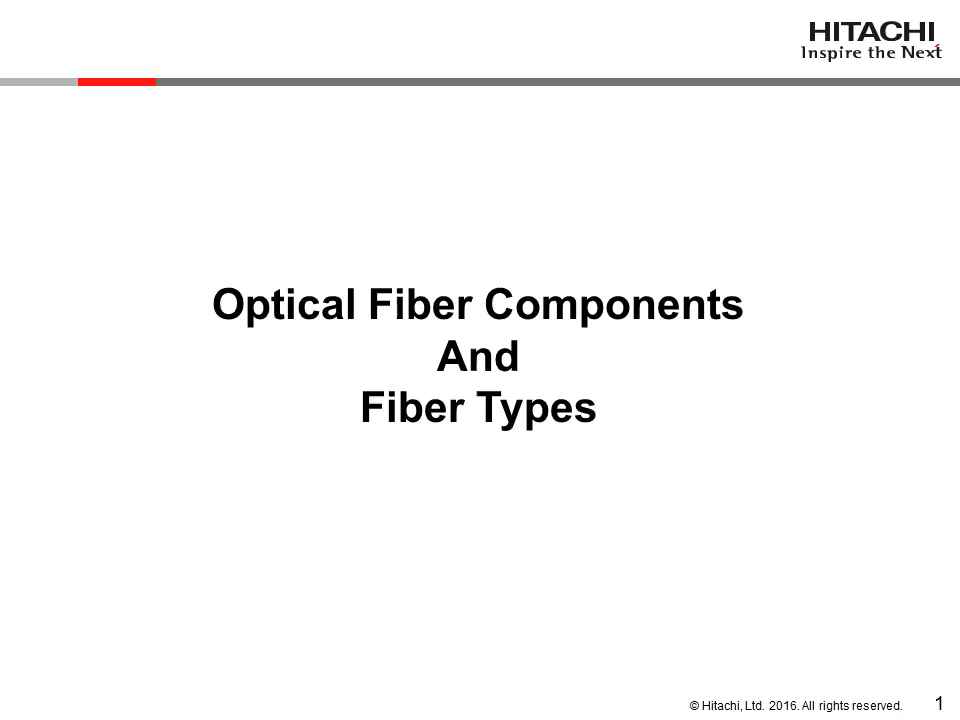 HITACHI
Inspire the Next
Optical Fiber Components
And
Fiber Types
© Hitachi, Ltd. 2016. All rights reserved. 1